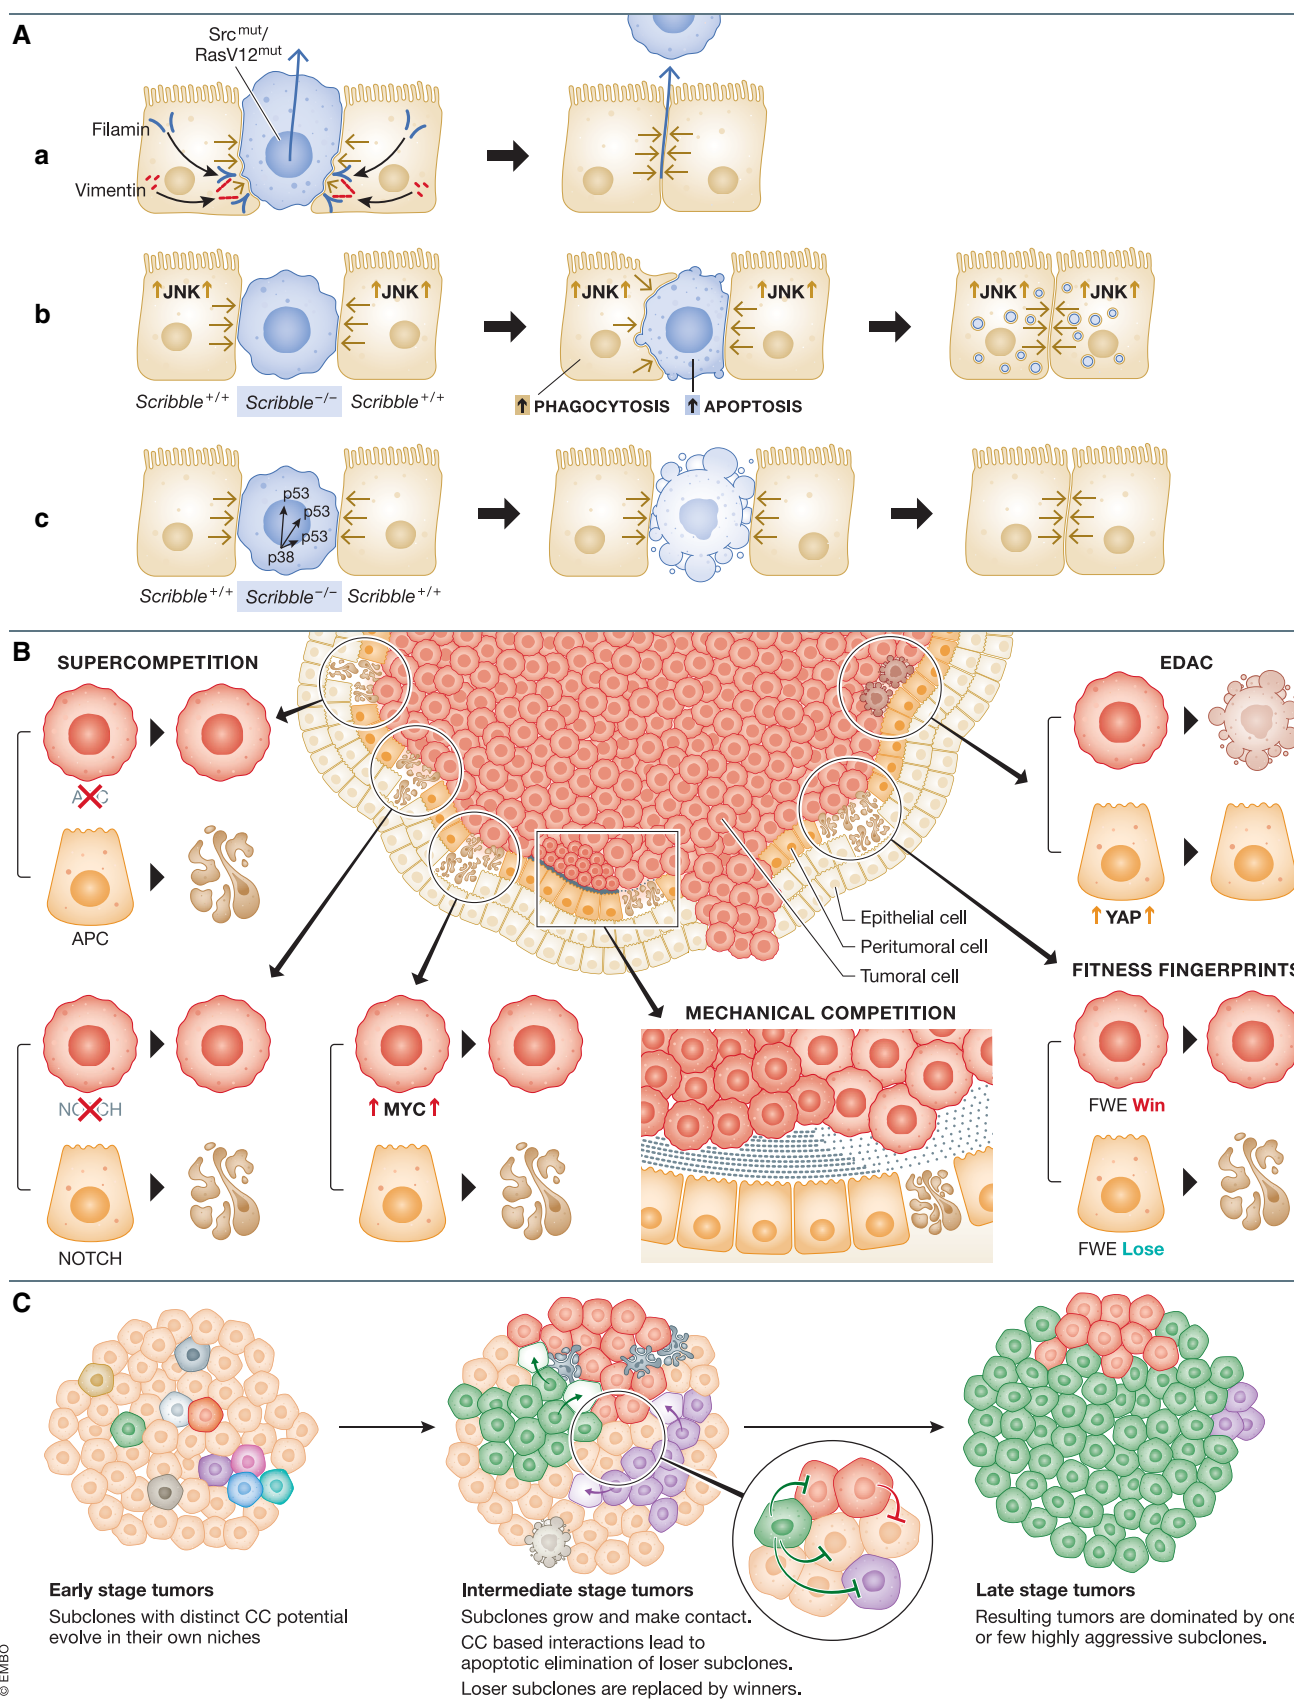 A
Src mut/
RasV12 mut
Filamin
a
Vimentin
b
↑JNK↑ ↑JNK↑ ↑JNK↑ ↑JNK↑ ↑JNK↑ ↑JNK↑
Scribble+/+ Scribble−/− Scribble+/+
↑ PHAGOCYTOSIS ↑ APOPTOSIS
c
p53
p53
p53
p38
Scribble+/+ Scribble−/− Scribble+/+
B
SUPERCOMPETITION
EDAC
APC
APC
↑ YAP ↑
Epithelial cell
Peritumoral cell
Tumoral cell
FITNESS FINGERPRINTS
MECHANICAL COMPETITION
NOTCH
↑ MYC ↑
FWE Win
NOTCH
FWE Lose
C
Early stage tumors
Subclones with distinct CC potential
evolve in their own niches
Intermediate stage tumors
Subclones grow and make contact.
CC based interactions lead to
apoptotic elimination of loser subclones.
Loser subclones are replaced by winners.
Late stage tumors
Resulting tumors are dominated by one
or few highly aggressive subclones.
© EMBO